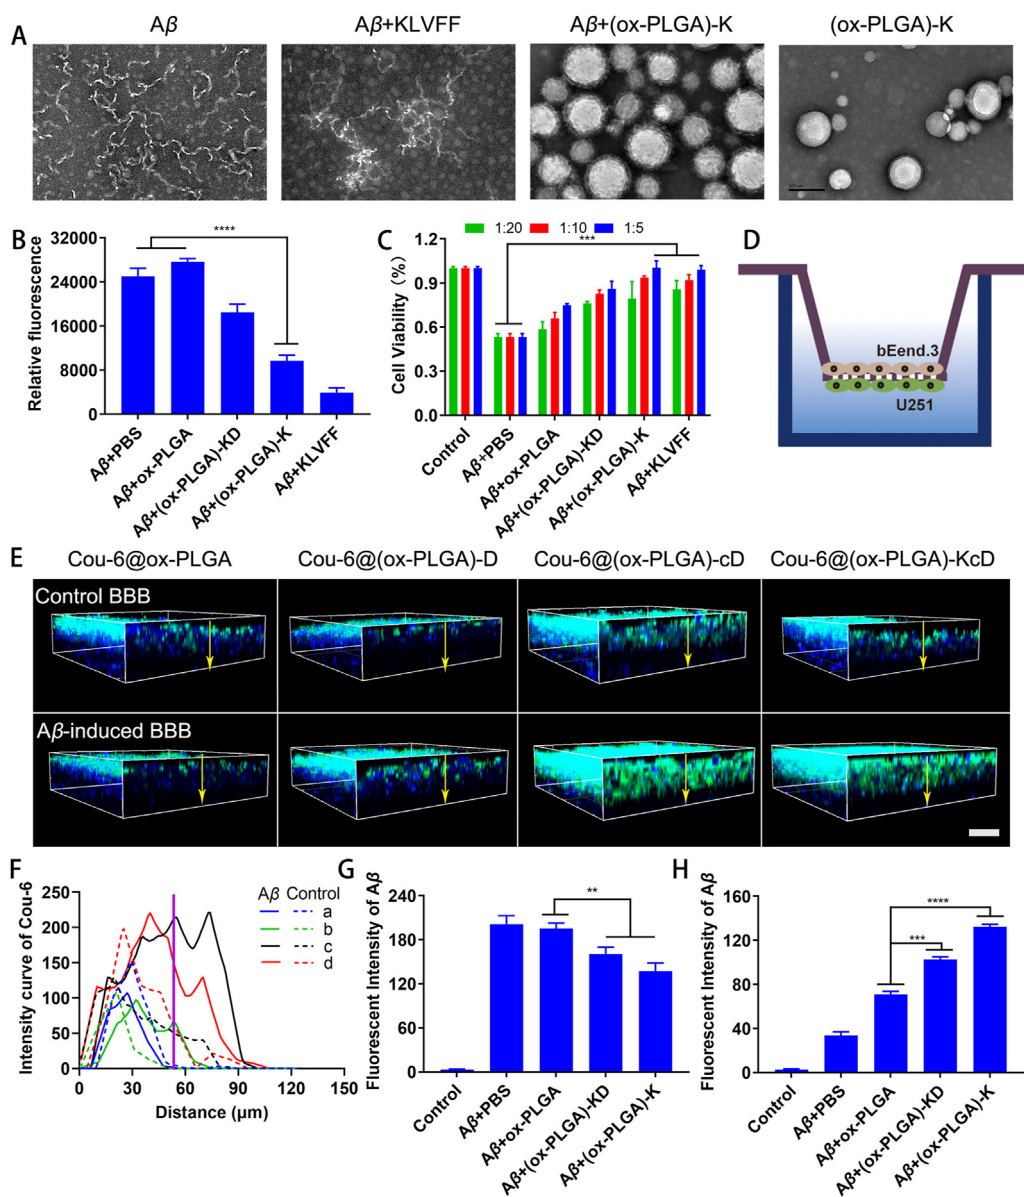 A
Aβ
Aβ+KLVFF
Aβ+(ox-PLGA)-K
(ox-PLGA)-K
B
Relative fluorescence
32000
24000
16000
8000
0
****
Aβ+PBS
Aβ+ox-PLGA
Aβ+(ox-PLGA)-KD
Aβ+(ox-PLGA)-K
Aβ+KLVFF
C
1:20 1:10 1:5
Cell Viability (%)
1.2
0.9
0.6
0.3
0.0
***
Control
Aβ+PBS
Aβ+ox-PLGA
Aβ+(ox-PLGA)-KD
Aβ+(ox-PLGA)-K
Aβ+KLVFF
D
bEend.3
U251
E
Cou-6@ox-PLGA
Cou-6@(ox-PLGA)-D
Cou-6@(ox-PLGA)-cD
Cou-6@(ox-PLGA)-KcD
Control BBB
Aβ-induced BBB
F
Intensity curve of Cou-6
250
200
150
100
50
0
0 30 60 90 120 150
Distance (μm)
Aβ Control
a
b
c
d
G
Fluorescent Intensity of Aβ
240
180
120
60
0
**
Control
Aβ+PBS
Aβ+ox-PLGA
Aβ+(ox-PLGA)-KD
Aβ+(ox-PLGA)-K
H
Fluorescent Intensity of Aβ
160
120
80
40
0
****
***
Control
Aβ+PBS
Aβ+ox-PLGA
Aβ+(ox-PLGA)-KD
Aβ+(ox-PLGA)-K